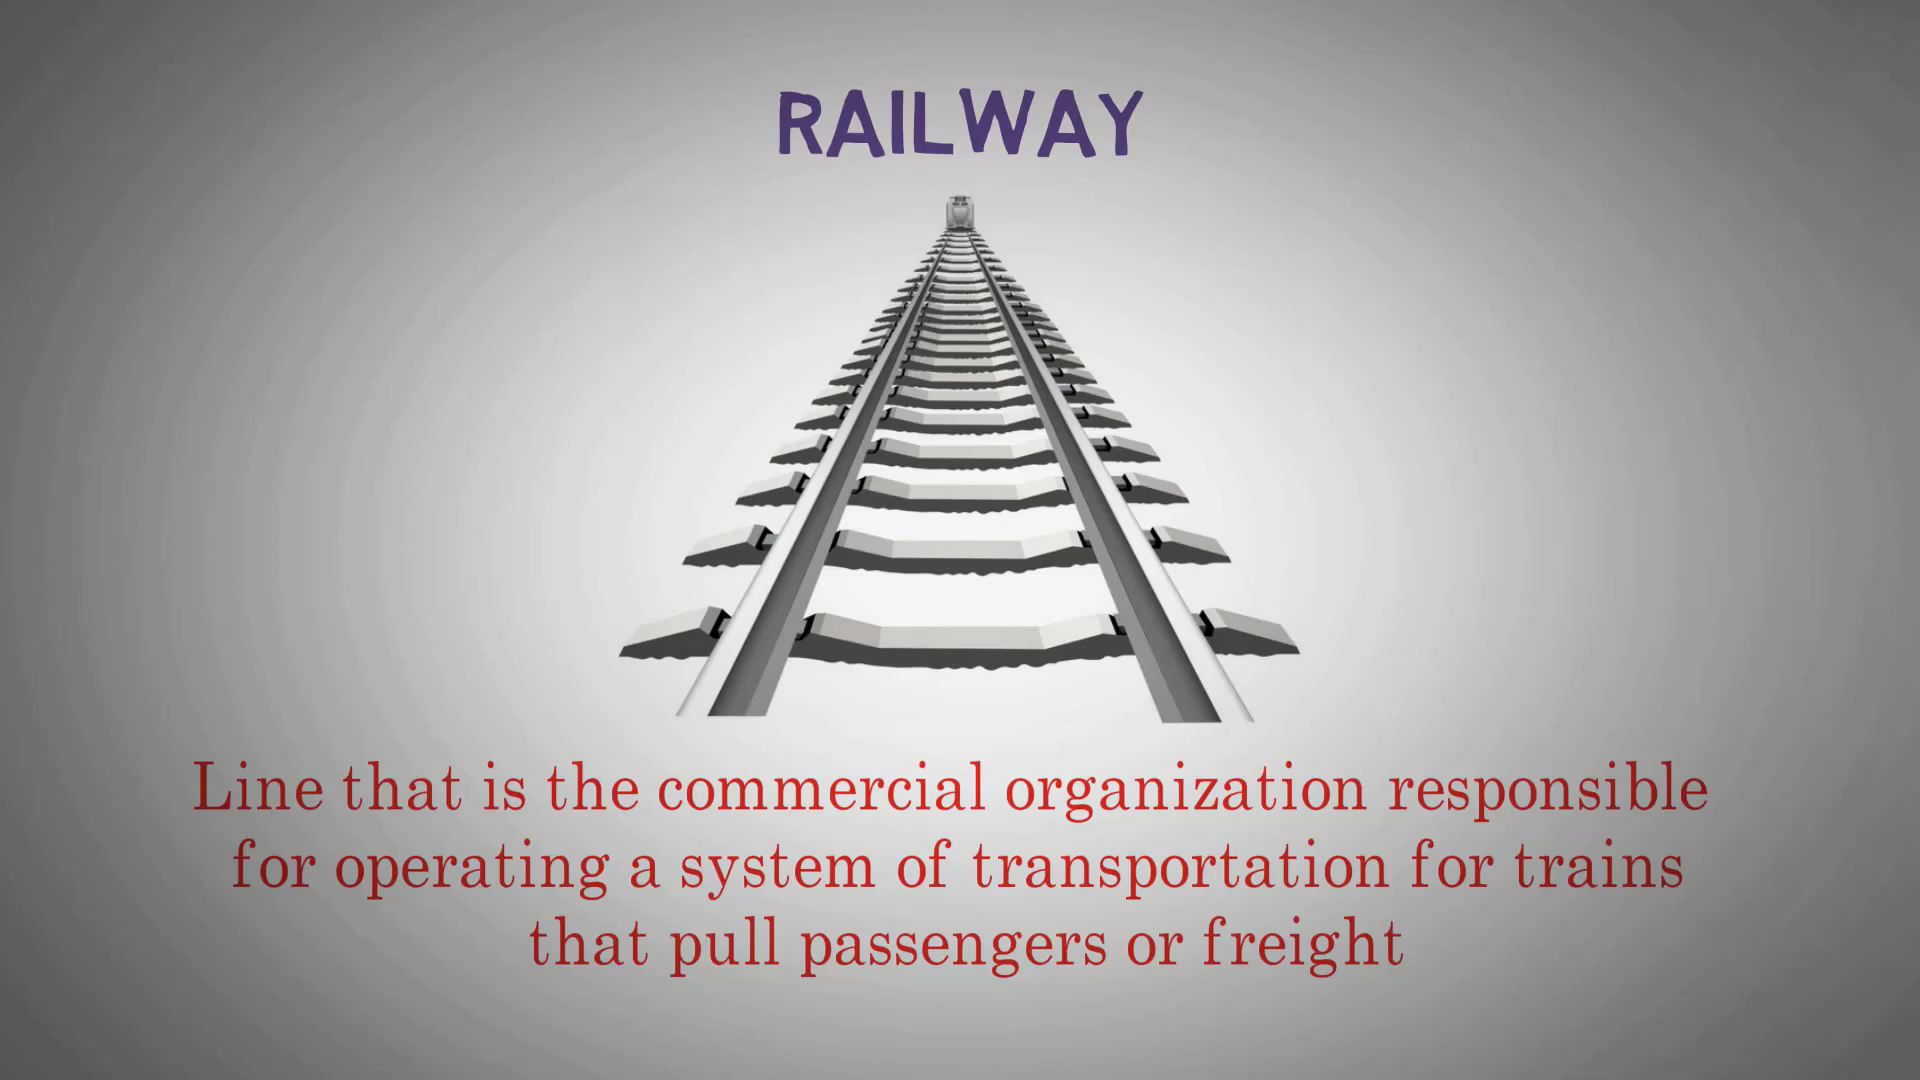 RAILWAY
Line that is the commercial organization responsible
for operating a system of transportation for trains
that pull passengers or freight